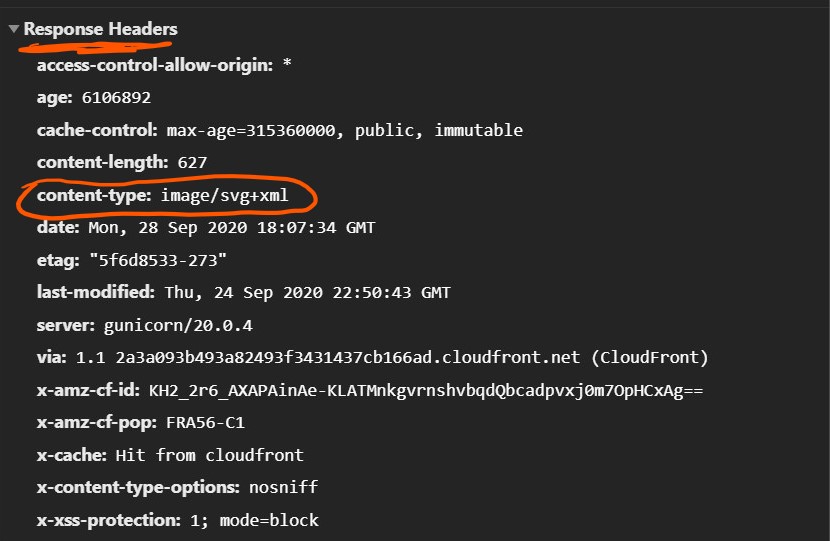 Response Headers
access-control-allow-origin: *
age: 6106892
cache-control: max-age=315360000, public, immutable
content-length: 627
content-type: image/svg+xml
date: Mon, 28 Sep 2020 18:07:34 GMT
etag: "5f6d8533-273"
last-modified: Thu, 24 Sep 2020 22:50:43 GMT
server: gunicorn/20.0.4
via: 1.1 2a3a093b493a82493f3431437cb166ad.cloudfront.net (CloudFront)
x-amz-cf-id: KH2_2r6_AXAPAinAe-KLATMnkgvrnshvbqdQbcadpvxj0m7OpHCxAg==
x-amz-cf-pop: FRA56-C1
x-cache: Hit from cloudfront
x-content-type-options: nosniff
x-xss-protection: 1; mode=block